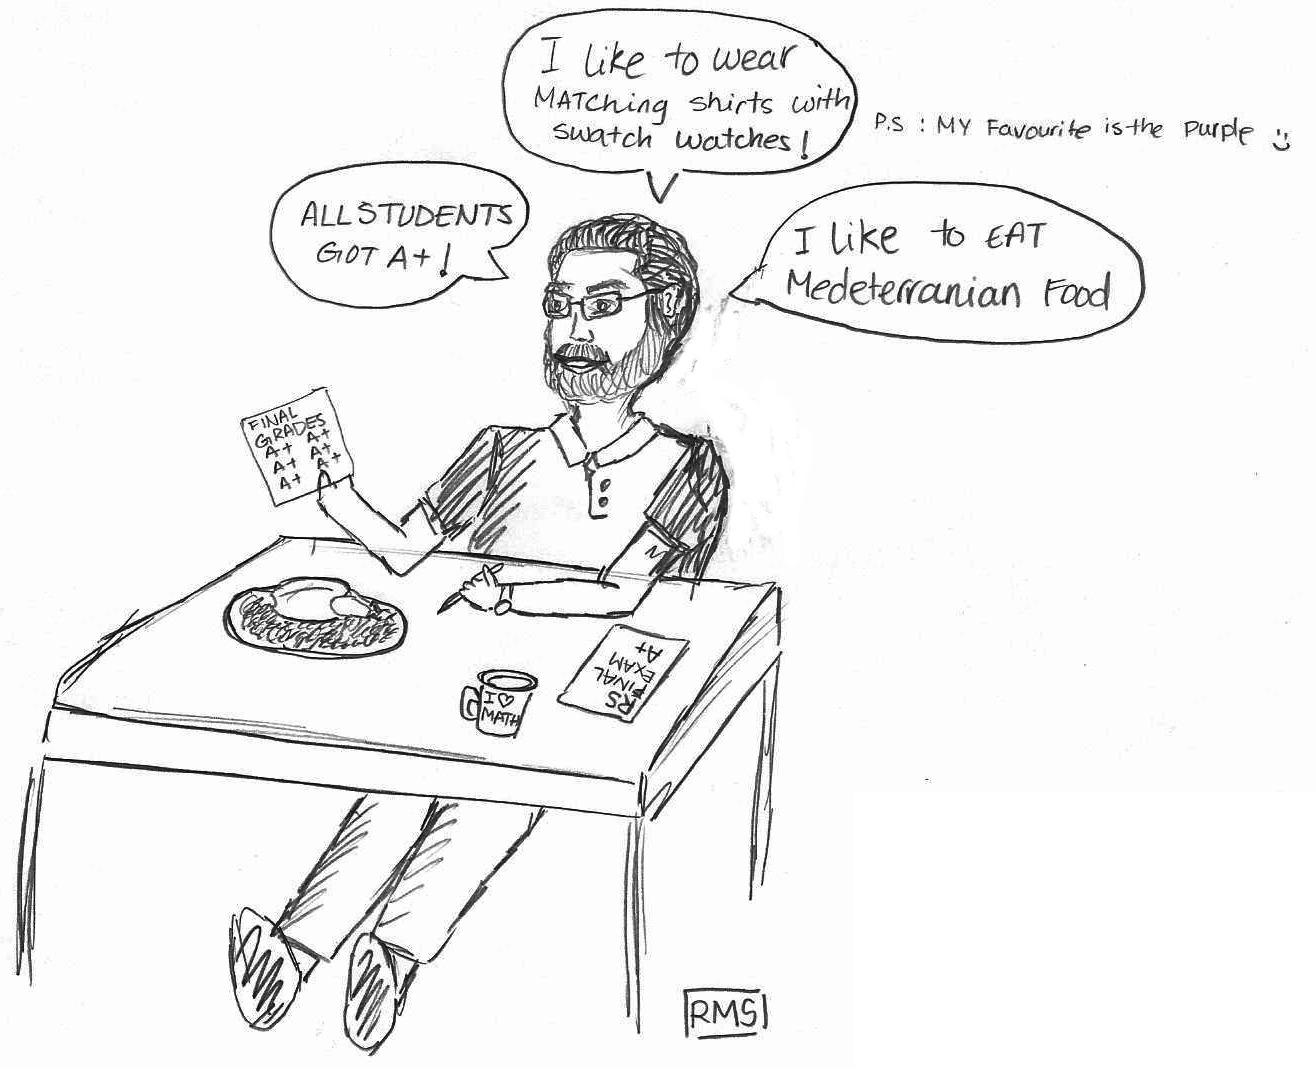 I like to wear
MATching shirts with
swatch watches!
P.S : MY Favourite is the Purple :)
ALL STUDENTS
GOT A+!
I like to EAT
Medeterranian Food
FINAL
GRADES
A+ A+
A+ A+
A+ A+
RS
FINAL
EXAM
A+
I ♡
MATH
RMS